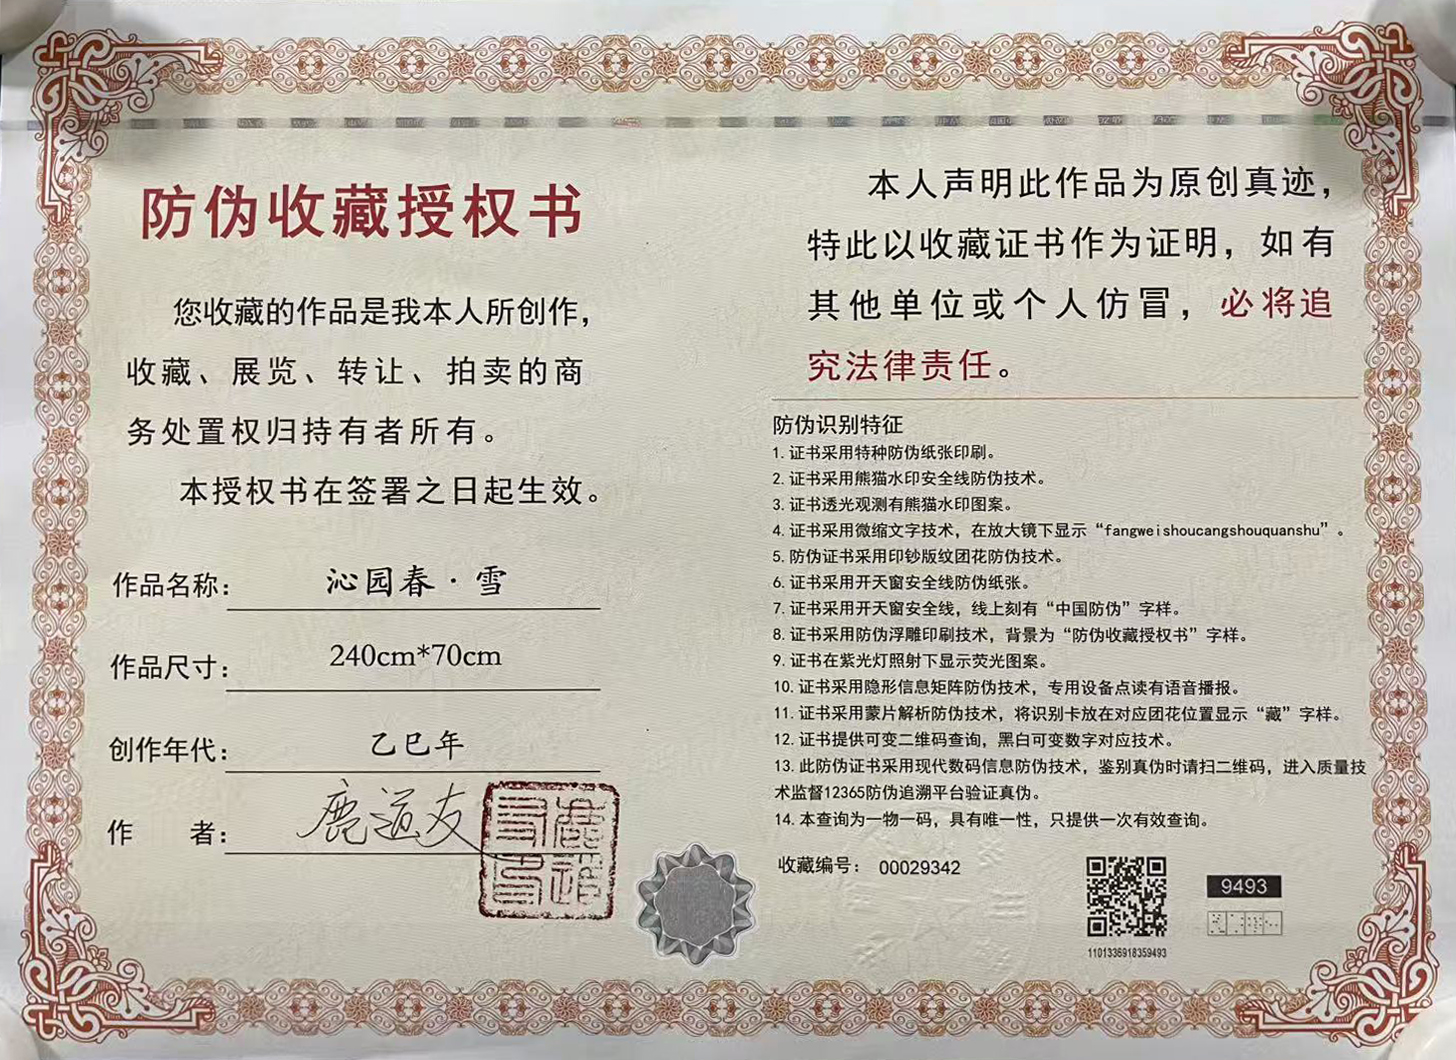 防伪收藏授权书
您收藏的作品是我本人所创作，
收藏、展览、转让、拍卖的商
务处置权归持有者所有。
本授权书在签署之日起生效。
作品名称：沁园春·雪
作品尺寸：240cm*70cm
创作年代：乙巳年
作 者：鹿道友
本人声明此作品为原创真迹，
特此以收藏证书作为证明，如有
其他单位或个人仿冒，必将追
究法律责任。
防伪识别特征
1.证书采用特种防伪纸张印刷。
2.证书采用熊猫水印安全线防伪技术。
3.证书透光观测有熊猫水印图案。
4.证书采用微缩文字技术，在放大镜下显示“fangweishoucangshouquanshu”。
5.防伪证书采用印钞版纹团花防伪技术。
6.证书采用开天窗安全线防伪纸张。
7.证书采用开天窗安全线，线上刻有“中国防伪”字样。
8.证书采用防伪浮雕印刷技术，背景为“防伪收藏授权书”字样。
9.证书在紫光灯照射下显示荧光图案。
10.证书采用隐形信息矩阵防伪技术，专用设备点读有语音播报。
11.证书采用蒙片解析防伪技术，将识别卡放在对应团花位置显示“藏”字样。
12.证书提供可变二维码查询，黑白可变数字对应技术。
13.此防伪证书采用现代数码信息防伪技术，鉴别真伪时请扫二维码，进入质量技
术监督12365防伪追溯平台验证真伪。
14.本查询为一物一码，具有唯一性，只提供一次有效查询。
收藏编号：00029342
9493
1101336918359493